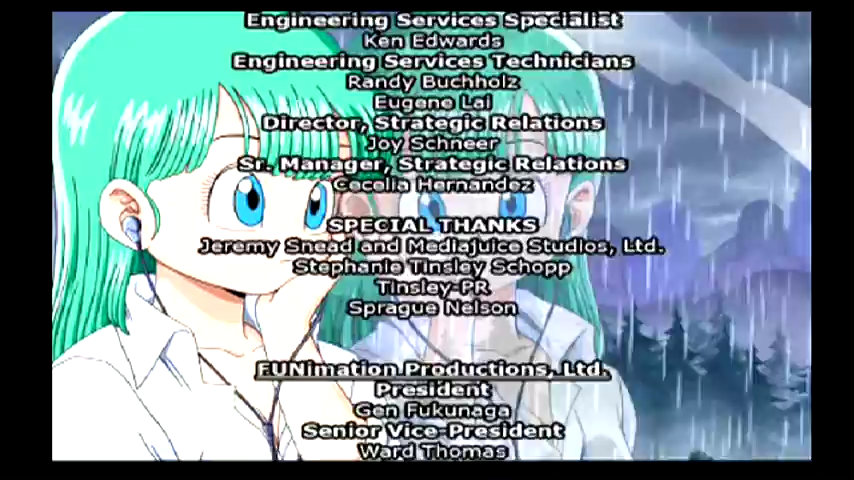 Engineering Services Specialist
Ken Edwards
Engineering Services Technicians
Randy Buchholz
Eugene Lai
Director, Strategic Relations
Joy Schneer
Sr. Manager, Strategic Relations
Cecelia Hernandez
SPECIAL THANKS
Jeremy Snead and Mediajuice Studios, Ltd.
Stephanie Tinsley Schopp
Tinsley-PR
Sprague Nelson
FUNimation Productions, Ltd.
President
Gen Fukunaga
Senior Vice-President
Ward Thomas